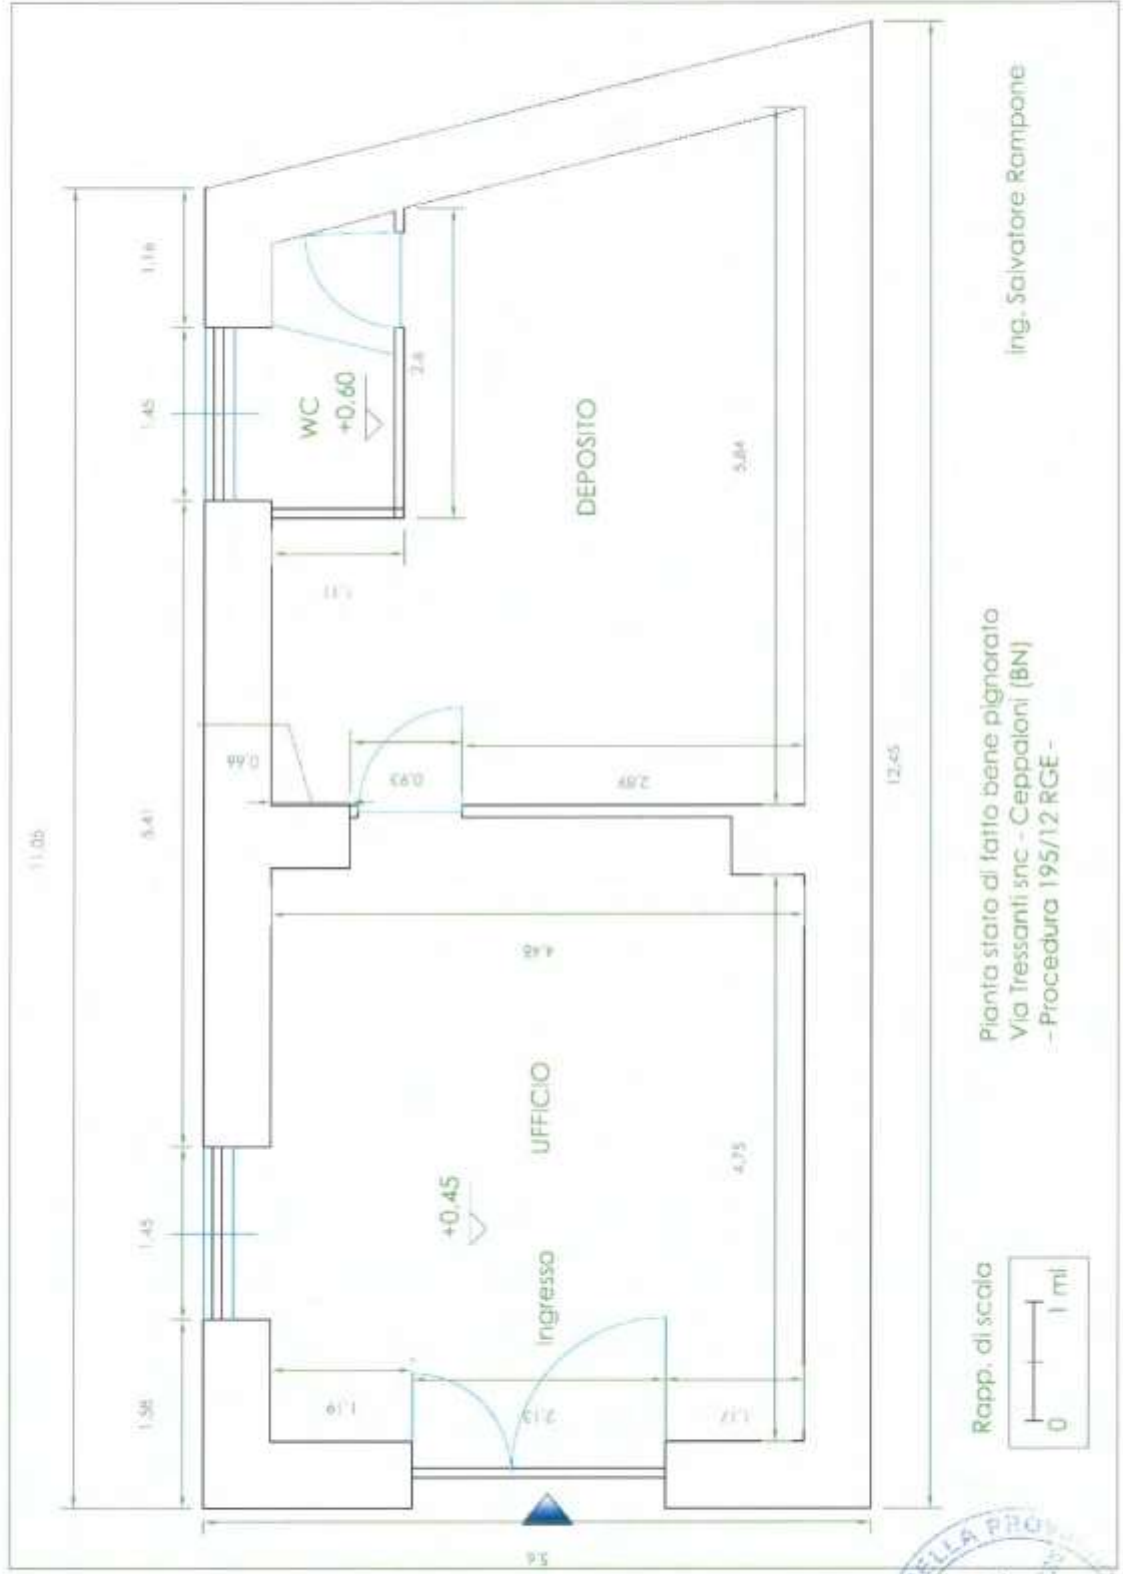 11,05
1,58
1,45
5,41
1,45
1,16
0,66
1,11
WC
+0,60
2,6
DEPOSITO
5,84
0,93
2,89
4,48
UFFICIO
+0,45
Ingresso
4,75
1,19
2,13
1,17
5,6
12,45
Rapp. di scala
0 1 ml
Pianta stato di fatto bene pignorato
Via Tressanti snc - Ceppaloni (BN)
- Procedura 195/12 RGE -
Ing. Salvatore Rampone
ELLA PROV